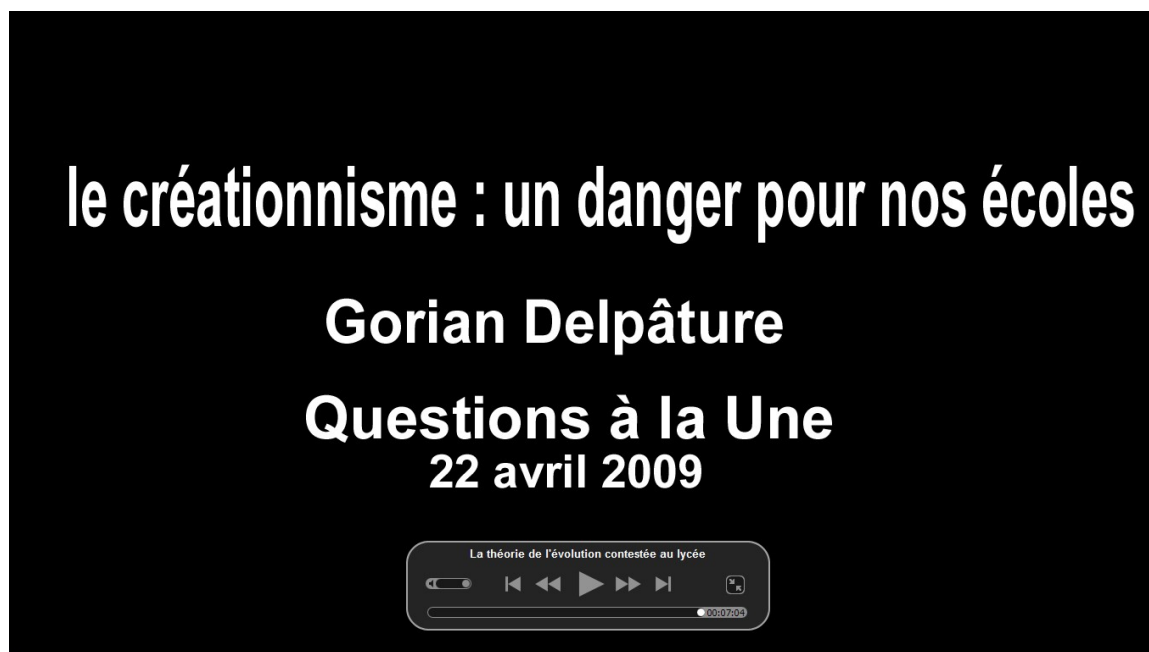 le créationnisme : un danger pour nos écoles
Gorian Delpâture
Questions à la Une
22 avril 2009
La théorie de l'évolution contestée au lycée
00:07:04